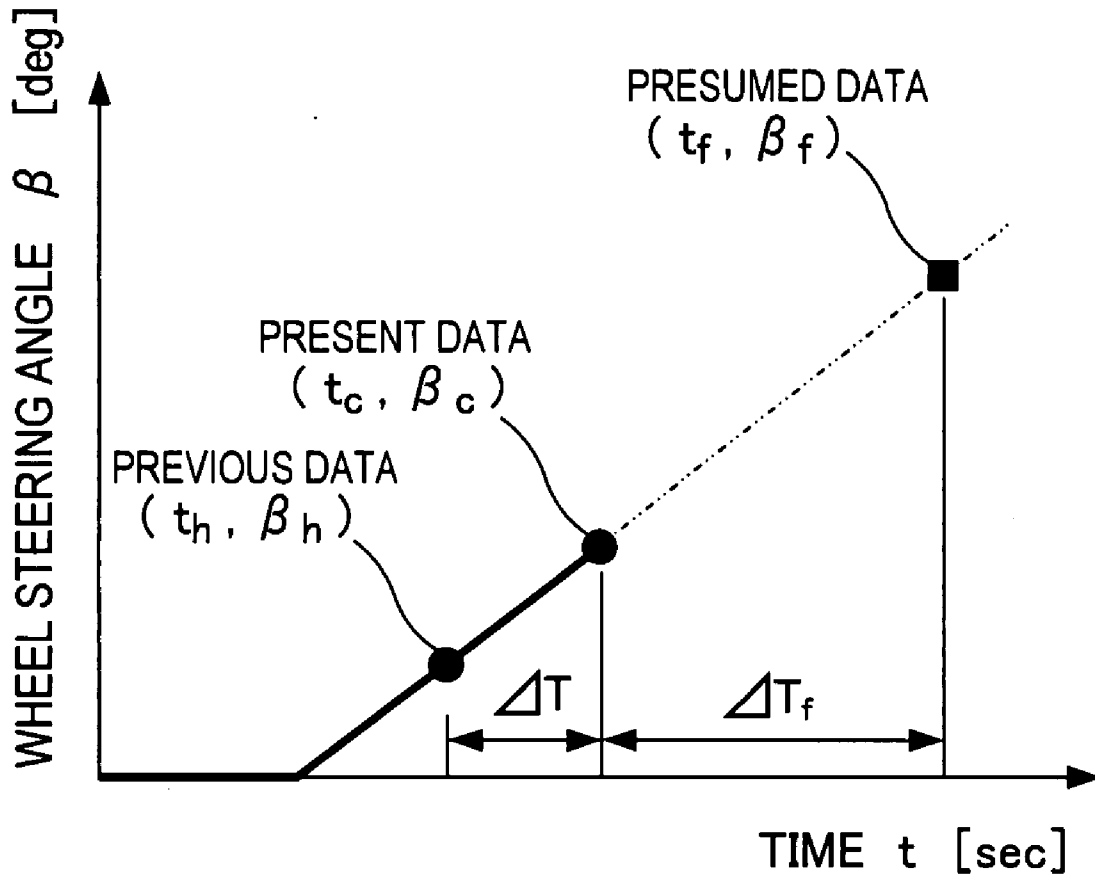 WHEEL STEERING ANGLE β [deg]
PRESUMED DATA
( tf , βf )
PRESENT DATA
( tc , βc )
PREVIOUS DATA
( th , βh )
⊿T
⊿Tf
TIME t [sec]